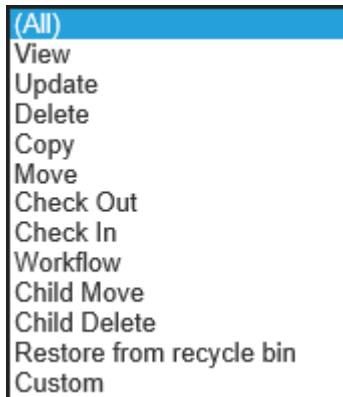 (All)
View
Update
Delete
Copy
Move
Check Out
Check In
Workflow
Child Move
Child Delete
Restore from recycle bin
Custom